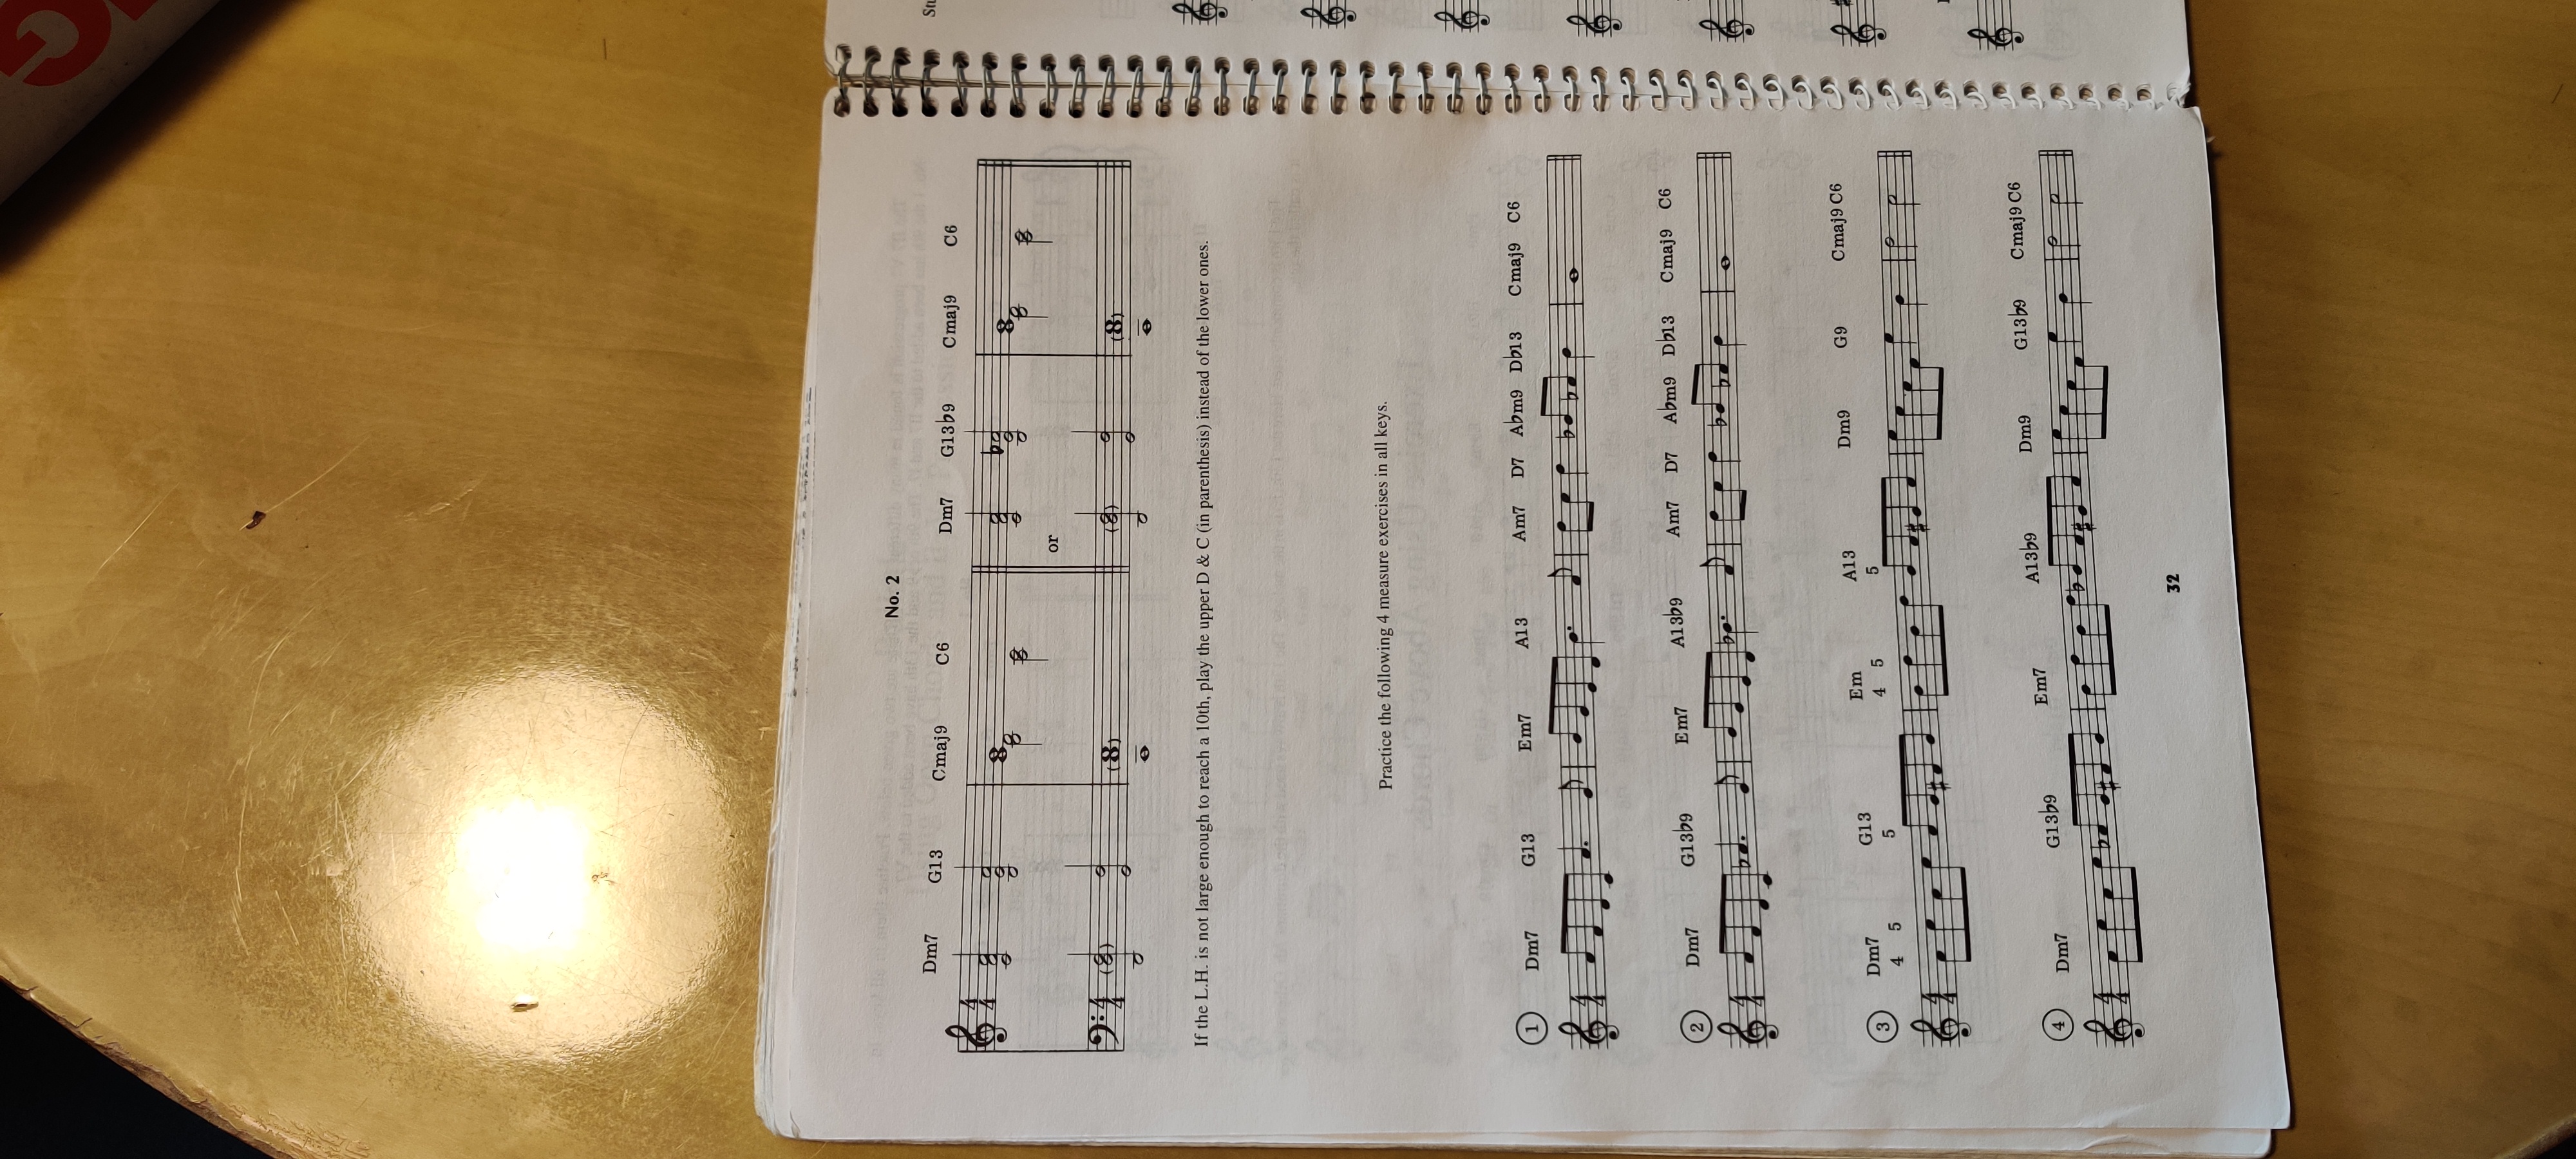 No. 2
Dm7 G13 Cmaj9 C6 Dm7 G13♭9 Cmaj9 C6
or
If the L.H. is not large enough to reach a 10th, play the upper D & C (in parenthesis) instead of the lower ones.
Practice the following 4 measure exercises in all keys.
1
Dm7 G13 Em7 A13 Am7 D7 A♭m9 D♭13 Cmaj9 C6
2
Dm7 G13♭9 Em7 A13♭9 Am7 D7 A♭m9 D♭13 Cmaj9 C6
3
Dm7 G13 Em A13 Dm9 G9 Cmaj9 C6
4 5 5 4 5 5
4
Dm7 G13♭9 Em7 A13♭9 Dm9 G13♭9 Cmaj9 C6
32